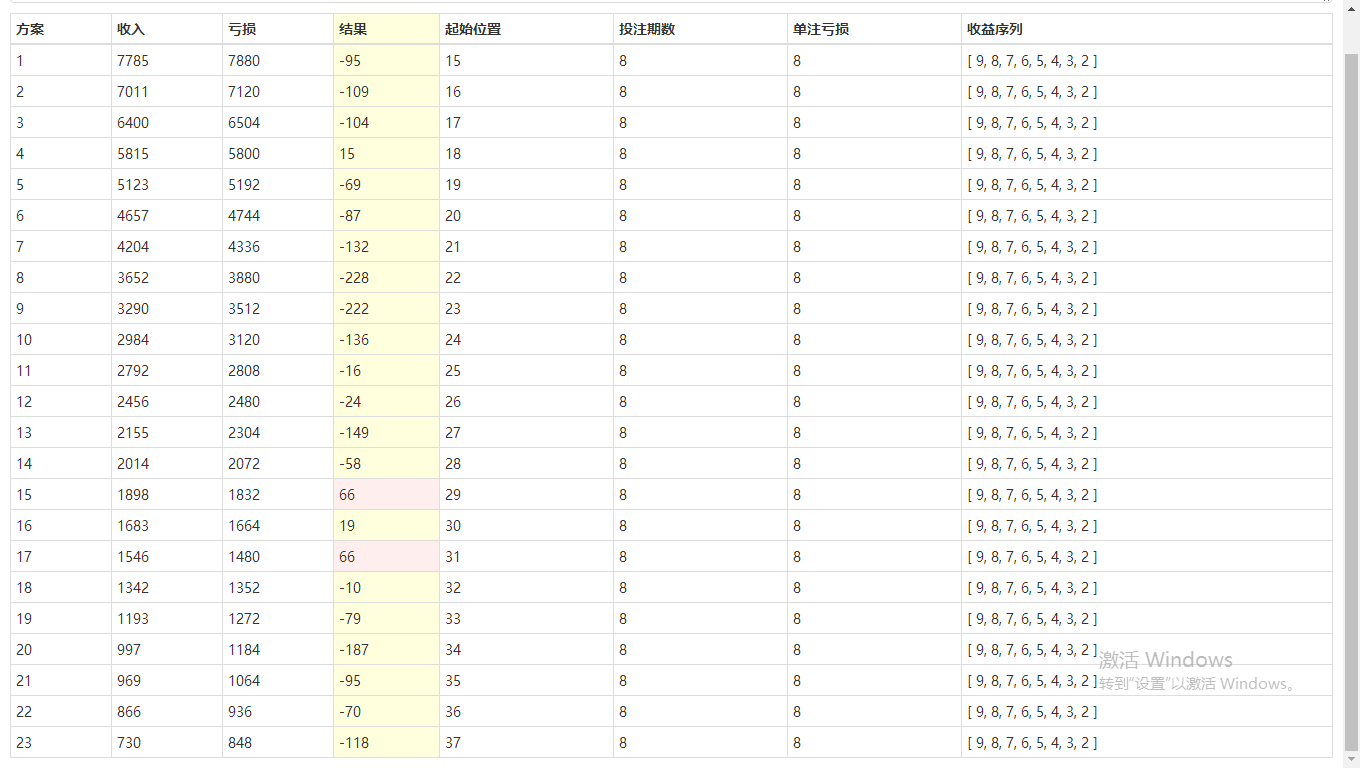 方案 收入 亏损 结果 起始位置 投注期数 单注亏损 收益序列
1 7785 7880 -95 15 8 8 [ 9, 8, 7, 6, 5, 4, 3, 2 ]
2 7011 7120 -109 16 8 8 [ 9, 8, 7, 6, 5, 4, 3, 2 ]
3 6400 6504 -104 17 8 8 [ 9, 8, 7, 6, 5, 4, 3, 2 ]
4 5815 5800 15 18 8 8 [ 9, 8, 7, 6, 5, 4, 3, 2 ]
5 5123 5192 -69 19 8 8 [ 9, 8, 7, 6, 5, 4, 3, 2 ]
6 4657 4744 -87 20 8 8 [ 9, 8, 7, 6, 5, 4, 3, 2 ]
7 4204 4336 -132 21 8 8 [ 9, 8, 7, 6, 5, 4, 3, 2 ]
8 3652 3880 -228 22 8 8 [ 9, 8, 7, 6, 5, 4, 3, 2 ]
9 3290 3512 -222 23 8 8 [ 9, 8, 7, 6, 5, 4, 3, 2 ]
10 2984 3120 -136 24 8 8 [ 9, 8, 7, 6, 5, 4, 3, 2 ]
11 2792 2808 -16 25 8 8 [ 9, 8, 7, 6, 5, 4, 3, 2 ]
12 2456 2480 -24 26 8 8 [ 9, 8, 7, 6, 5, 4, 3, 2 ]
13 2155 2304 -149 27 8 8 [ 9, 8, 7, 6, 5, 4, 3, 2 ]
14 2014 2072 -58 28 8 8 [ 9, 8, 7, 6, 5, 4, 3, 2 ]
15 1898 1832 66 29 8 8 [ 9, 8, 7, 6, 5, 4, 3, 2 ]
16 1683 1664 19 30 8 8 [ 9, 8, 7, 6, 5, 4, 3, 2 ]
17 1546 1480 66 31 8 8 [ 9, 8, 7, 6, 5, 4, 3, 2 ]
18 1342 1352 -10 32 8 8 [ 9, 8, 7, 6, 5, 4, 3, 2 ]
19 1193 1272 -79 33 8 8 [ 9, 8, 7, 6, 5, 4, 3, 2 ]
20 997 1184 -187 34 8 8 [ 9, 8, 7, 6, 5, 4, 3, 2 ]
激活 Windows
21 969 1064 -95 35 8 8 [ 9, 8, 7, 6, 5, 4, 3, 2 ]
转到“设置”以激活 Windows。
22 866 936 -70 36 8 8 [ 9, 8, 7, 6, 5, 4, 3, 2 ]
23 730 848 -118 37 8 8 [ 9, 8, 7, 6, 5, 4, 3, 2 ]